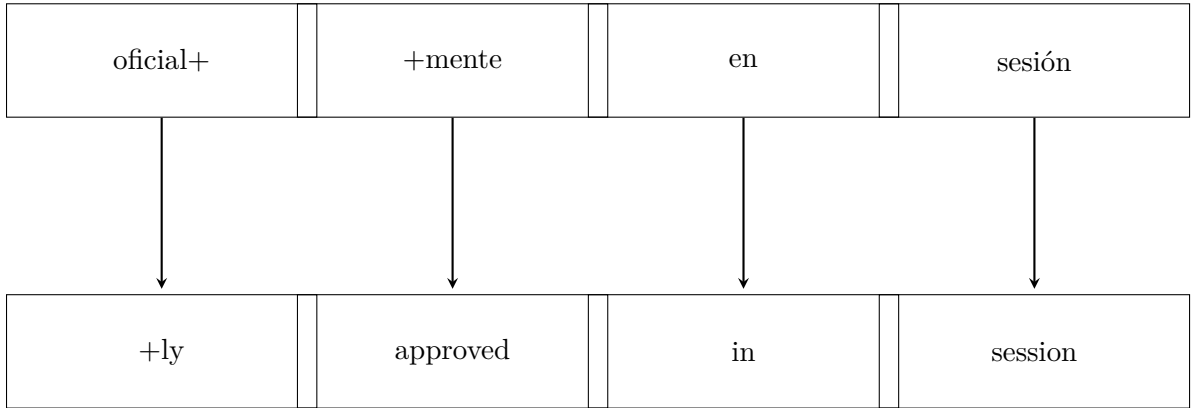 oficial+ +mente en sesión
+ly approved in session